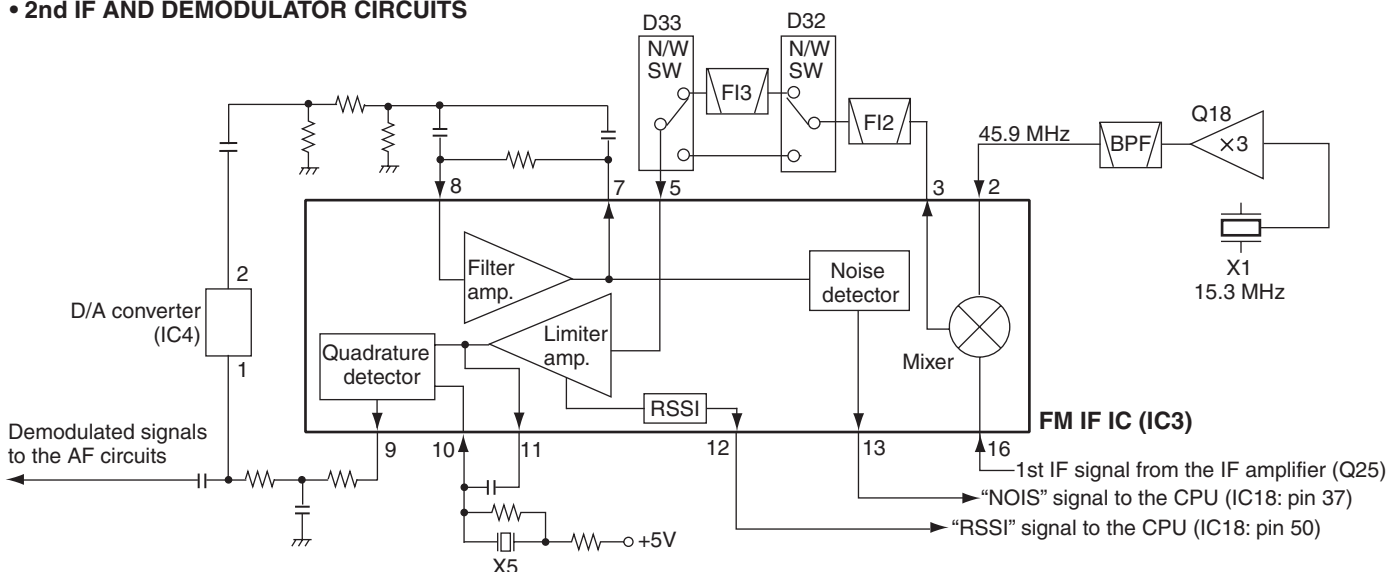 • 2nd IF AND DEMODULATOR CIRCUITS
D33
D32
N/W
SW
N/W
SW
FI3
FI2
Q18
×3
BPF
45.9 MHz
X1
15.3 MHz
8
7
5
3
2
Filter
amp.
Noise
detector
Limiter
amp.
Quadrature
detector
Mixer
RSSI
2
D/A converter
(IC4)
1
FM IF IC (IC3)
9
10
11
12
13
16
Demodulated signals
to the AF circuits
1st IF signal from the IF amplifier (Q25)
“NOIS” signal to the CPU (IC18: pin 37)
“RSSI” signal to the CPU (IC18: pin 50)
+5V
X5